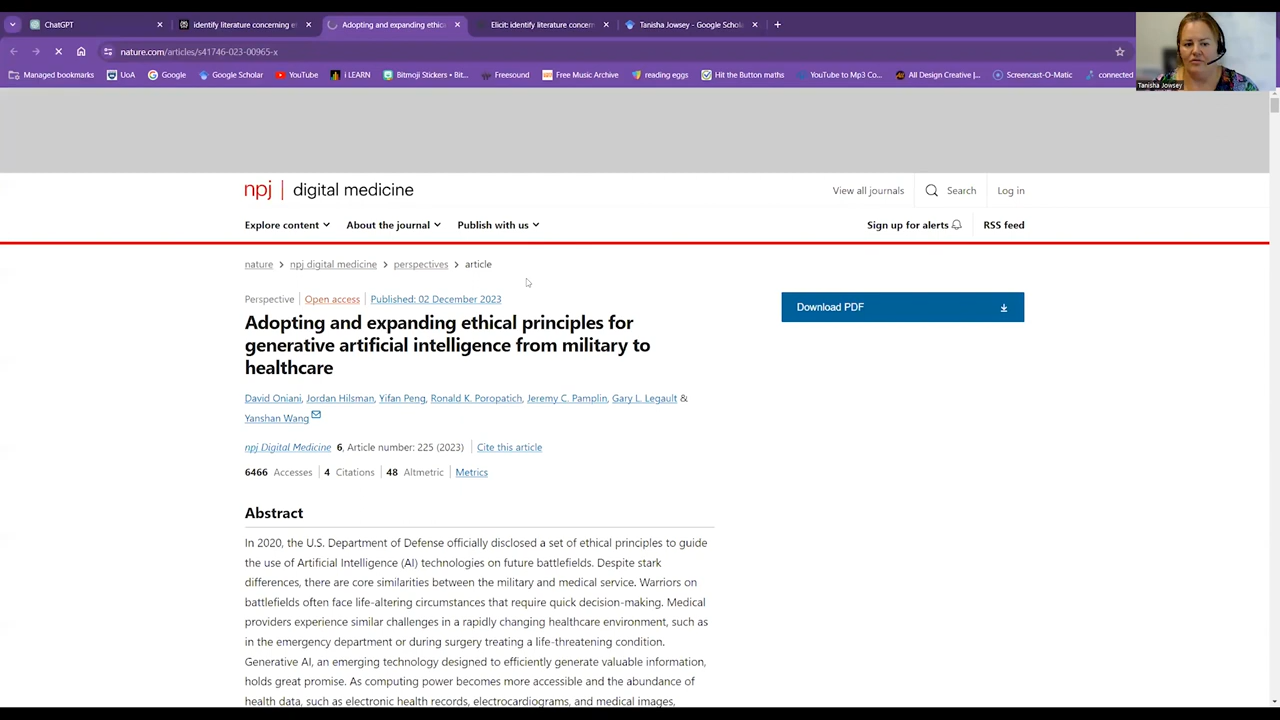 ChatGPT
identify literature concerning e
Adopting and expanding ethic
Elicit: identify literature concern
Tanisha Jowsey - Google Schola
nature.com/articles/s41746-023-00965-x
Managed bookmarks
UoA
Google
Google Scholar
YouTube
i LEARN
Bitmoji Stickers • Bit...
Freesound
Free Music Archive
reading eggs
Hit the Button maths
YouTube to Mp3 Co...
All Design Creative |...
Screencast-O-Matic
connected
Tanisha Jowsey
npj | digital medicine
View all journals
Search
Log in
Explore content
About the journal
Publish with us
Sign up for alerts
RSS feed
nature > npj digital medicine > perspectives > article
Perspective | Open access | Published: 02 December 2023
Download PDF
Adopting and expanding ethical principles for
generative artificial intelligence from military to
healthcare
David Oniani, Jordan Hilsman, Yifan Peng, Ronald K. Poropatich, Jeremy C. Pamplin, Gary L. Legault &
Yanshan Wang
npj Digital Medicine 6, Article number: 225 (2023) | Cite this article
6466 Accesses | 4 Citations | 48 Altmetric | Metrics
Abstract
In 2020, the U.S. Department of Defense officially disclosed a set of ethical principles to guide
the use of Artificial Intelligence (AI) technologies on future battlefields. Despite stark
differences, there are core similarities between the military and medical service. Warriors on
battlefields often face life-altering circumstances that require quick decision-making. Medical
providers experience similar challenges in a rapidly changing healthcare environment, such as
in the emergency department or during surgery treating a life-threatening condition.
Generative AI, an emerging technology designed to efficiently generate valuable information,
holds great promise. As computing power becomes more accessible and the abundance of
health data, such as electronic health records, electrocardiograms, and medical images,